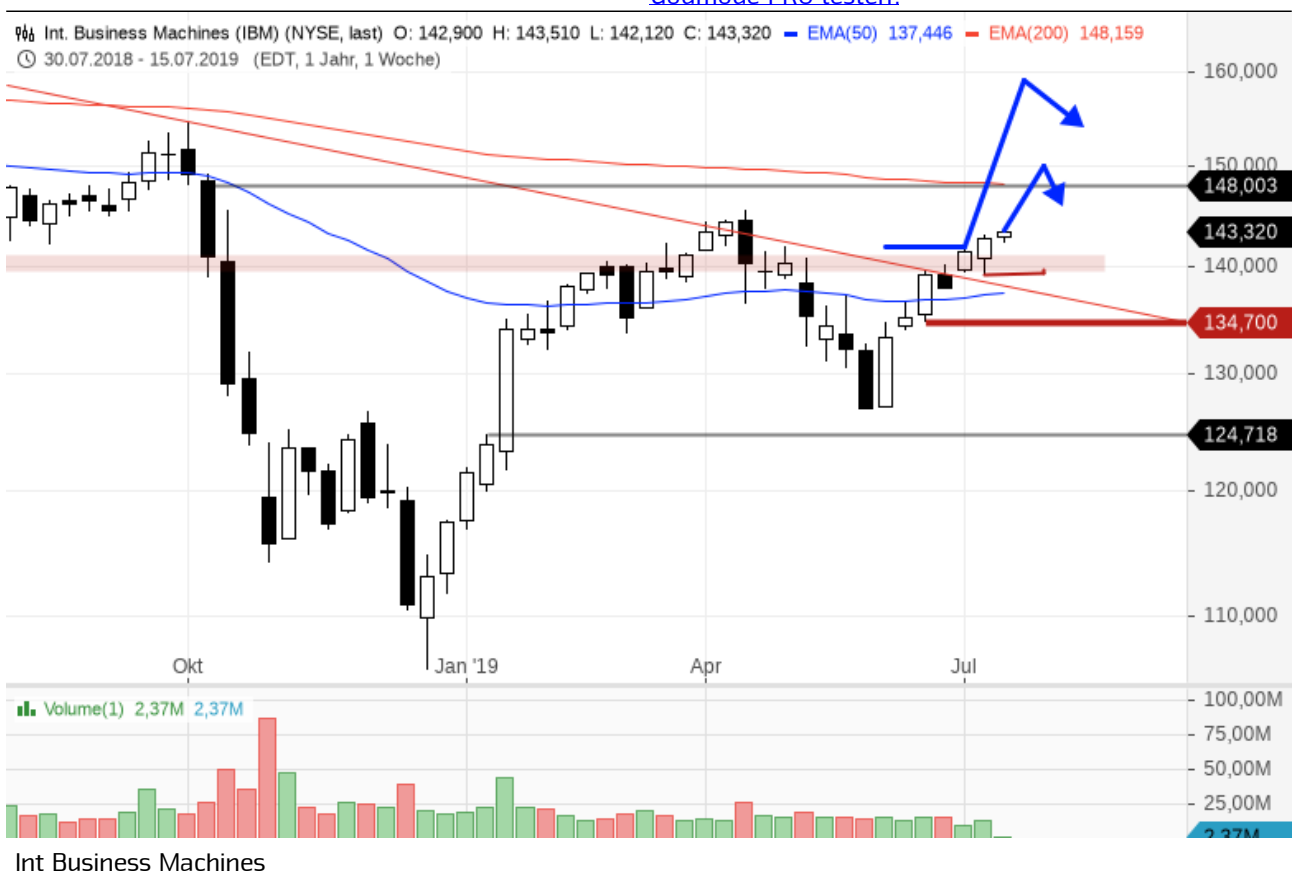 Godmode PRO testen!
Int. Business Machines (IBM) (NYSE, last) O: 142,900 H: 143,510 L: 142,120 C: 143,320 EMA(50) 137,446 EMA(200) 148,159
30.07.2018 - 15.07.2019 (EDT, 1 Jahr, 1 Woche)
160,000
150,000
148,003
143,320
140,000
134,700
130,000
124,718
120,000
110,000
Okt Jan '19 Apr Jul
Volume(1) 2,37M 2,37M
100,00M
75,00M
50,00M
25,00M
2,37M
Int Business Machines